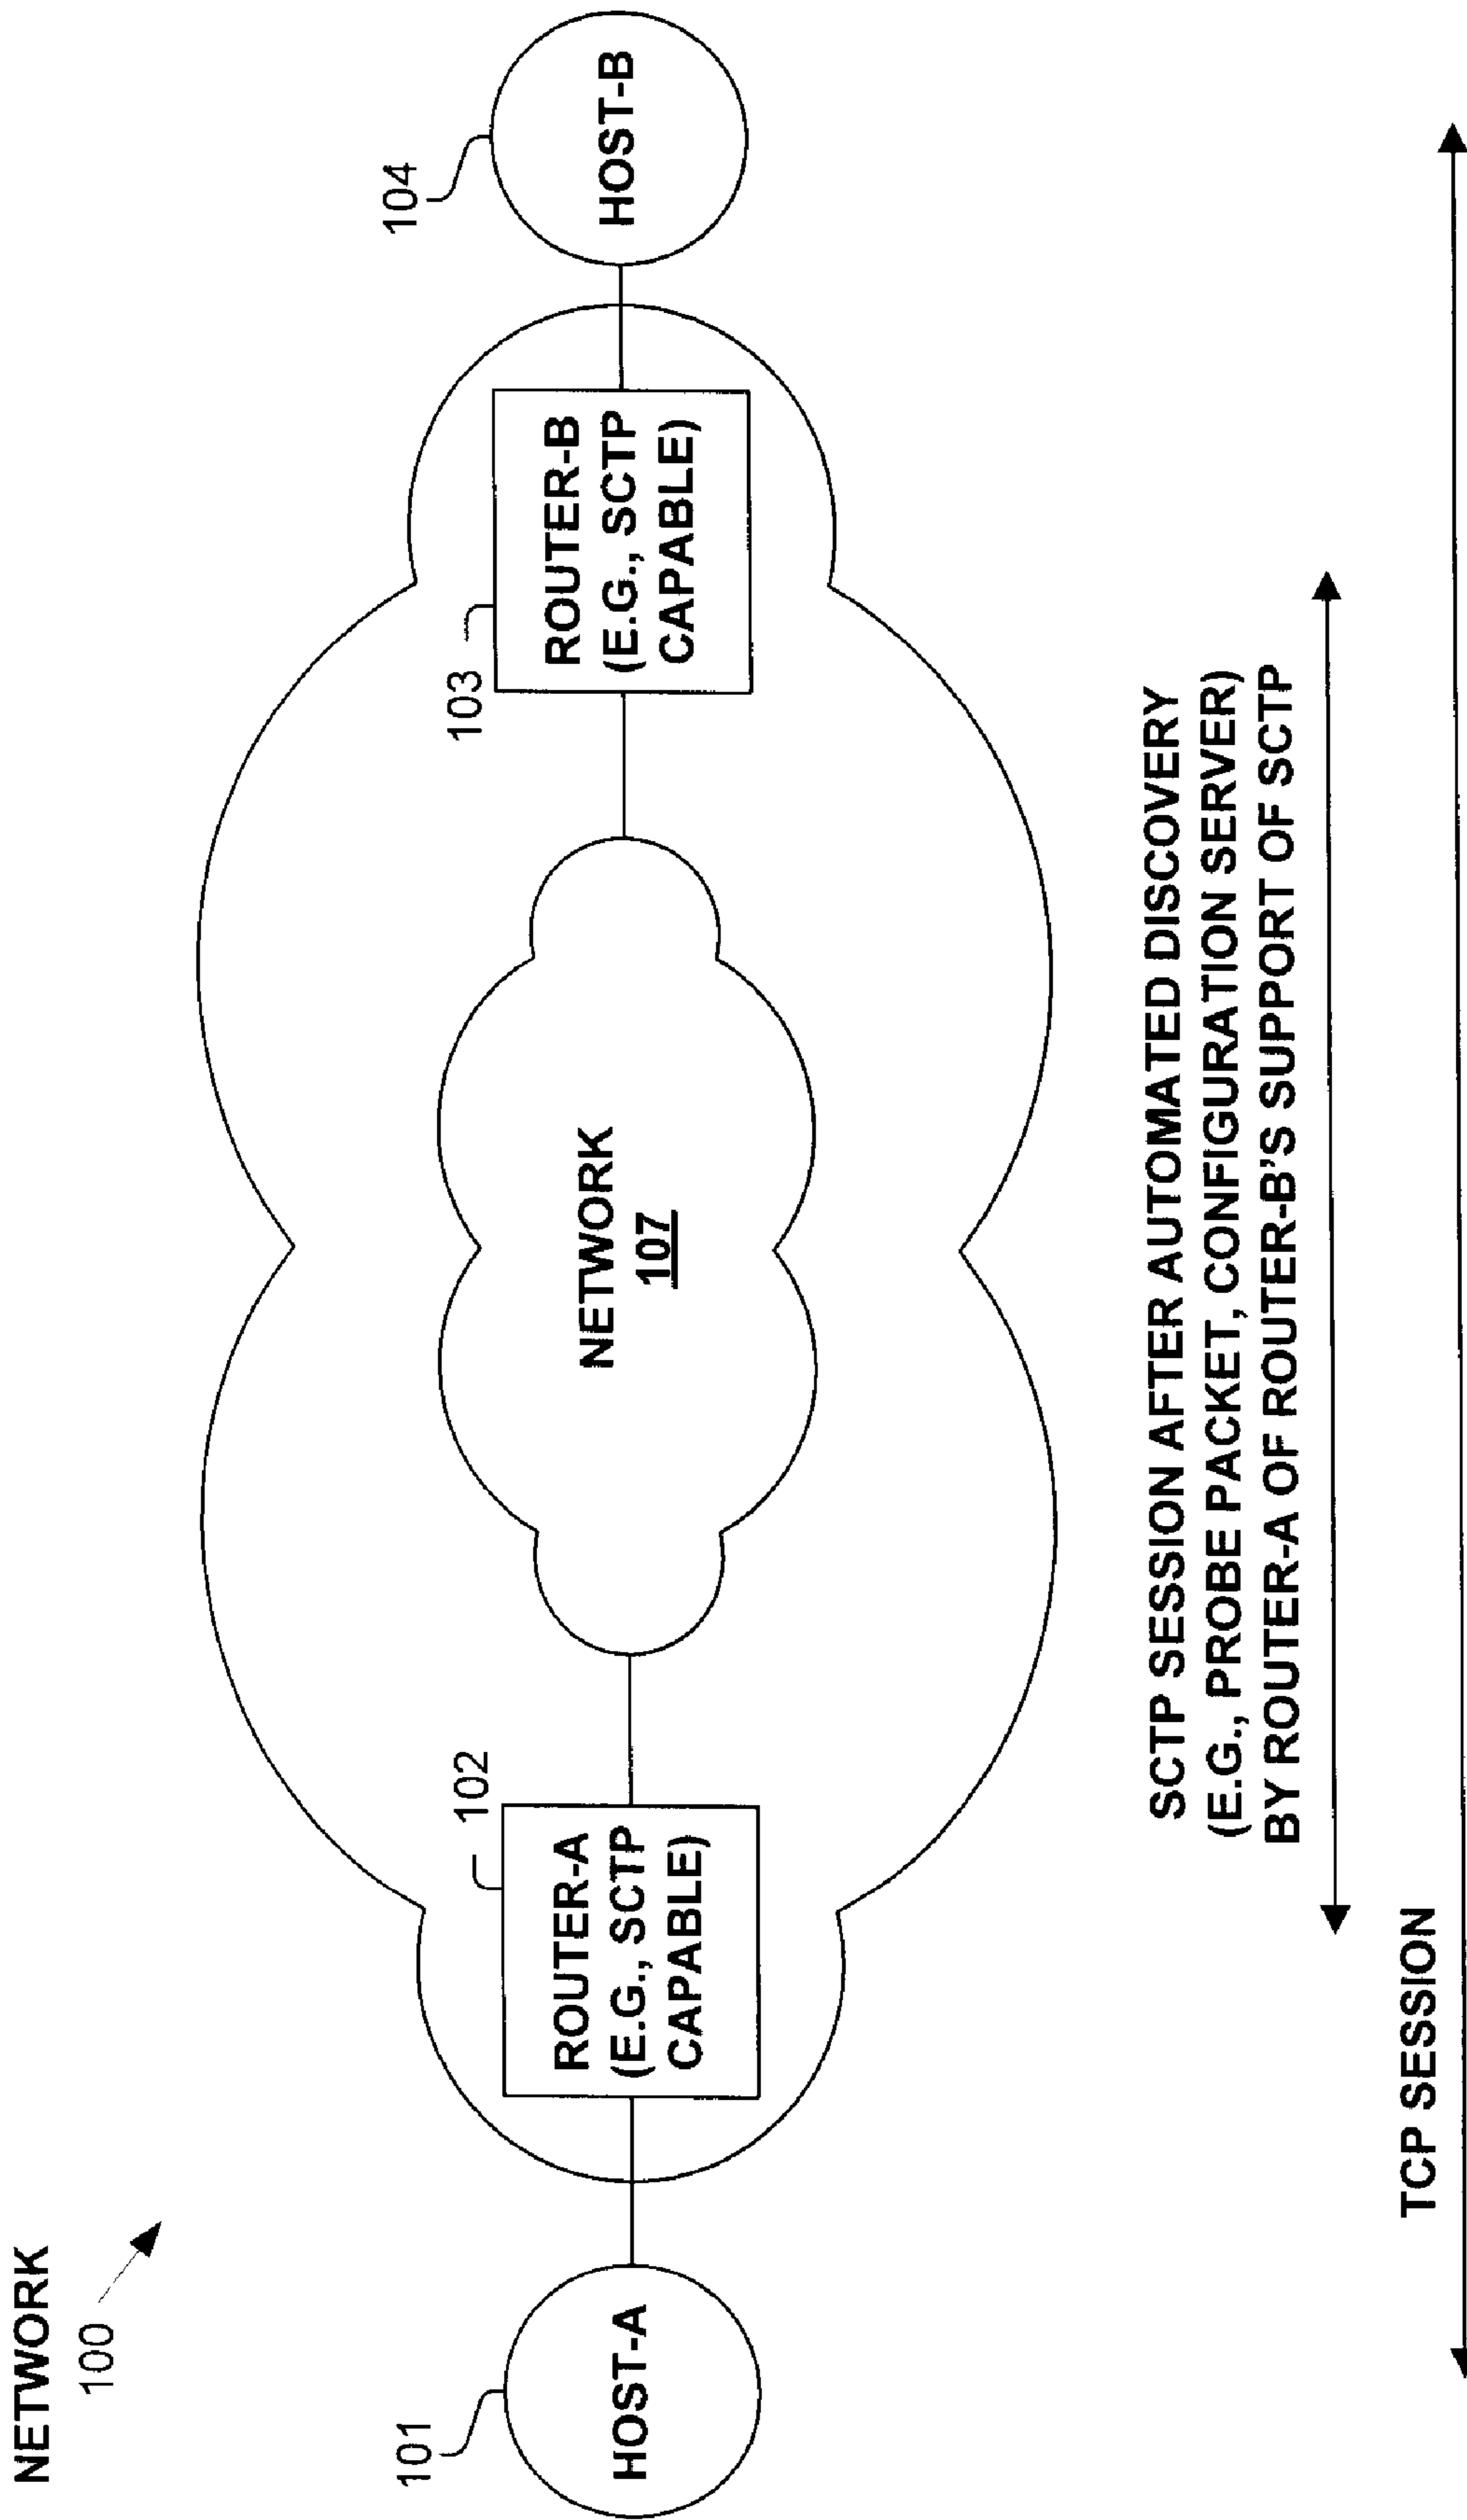 NETWORK
100
101
HOST-A
102
ROUTER-A
(E.G., SCTP
CAPABLE)
NETWORK
107
103
ROUTER-B
(E.G., SCTP
CAPABLE)
104
HOST-B
SCTP SESSION AFTER AUTOMATED DISCOVERY
(E.G., PROBE PACKET, CONFIGURATION SERVER)
BY ROUTER-A OF ROUTER-B'S SUPPORT OF SCTP
TCP SESSION